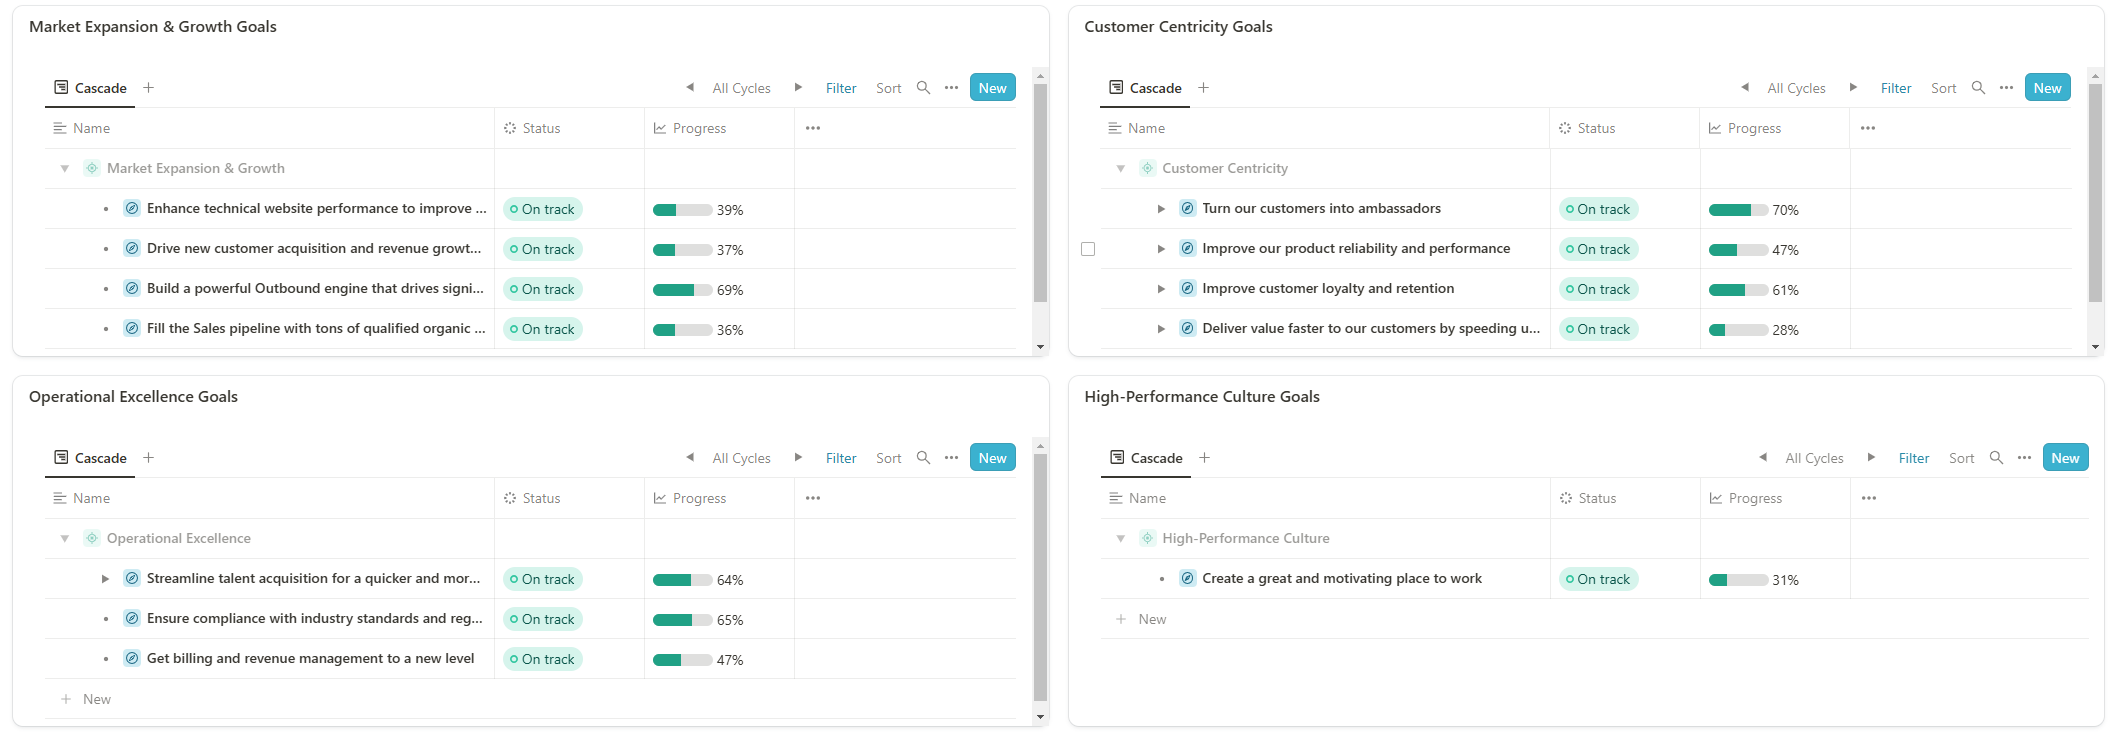 Market Expansion & Growth Goals
Cascade
All Cycles Filter Sort New
Name Status Progress
Market Expansion & Growth
Enhance technical website performance to improve ... On track 39%
Drive new customer acquisition and revenue growt... On track 37%
Build a powerful Outbound engine that drives signi... On track 69%
Fill the Sales pipeline with tons of qualified organic ... On track 36%
Customer Centricity Goals
Cascade
All Cycles Filter Sort New
Name Status Progress
Customer Centricity
Turn our customers into ambassadors On track 70%
Improve our product reliability and performance On track 47%
Improve customer loyalty and retention On track 61%
Deliver value faster to our customers by speeding u... On track 28%
Operational Excellence Goals
Cascade
All Cycles Filter Sort New
Name Status Progress
Operational Excellence
Streamline talent acquisition for a quicker and mor... On track 64%
Ensure compliance with industry standards and reg... On track 65%
Get billing and revenue management to a new level On track 47%
New
High-Performance Culture Goals
Cascade
All Cycles Filter Sort New
Name Status Progress
High-Performance Culture
Create a great and motivating place to work On track 31%
New